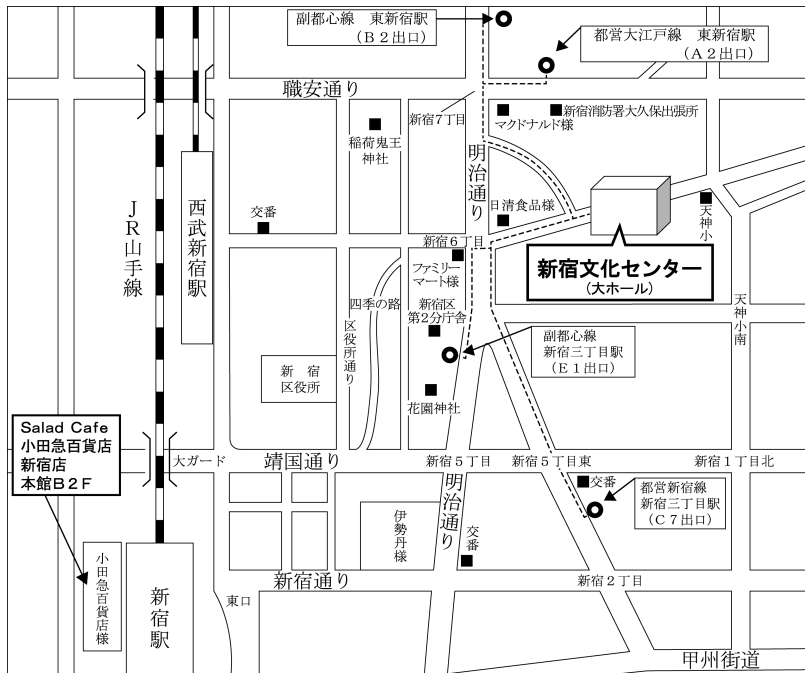 副都心線 東新宿駅
(B2出口)
都営大江戸線 東新宿駅
(A2出口)
職安通り
新宿7丁目
マクドナルド様
新宿消防署大久保出張所
稲荷鬼王
神社
明治通り
JR山手線
西武新宿駅
交番
日清食品様
天神小
新宿6丁目
新宿文化センター
(大ホール)
ファミリー
マート様
四季の路
新宿区
第2分庁舎
区役所通り
天神小南
副都心線
新宿三丁目駅
(E1出口)
新宿
区役所
花園神社
Salad Cafe
小田急百貨店
新宿店
本館B2F
大ガード
靖国通り
新宿5丁目
新宿5丁目東
新宿1丁目北
明治通り
交番
都営新宿線
新宿三丁目駅
(C7出口)
伊勢丹様
交番
小田急百貨店様
新宿駅
新宿通り
新宿2丁目
東口
甲州街道